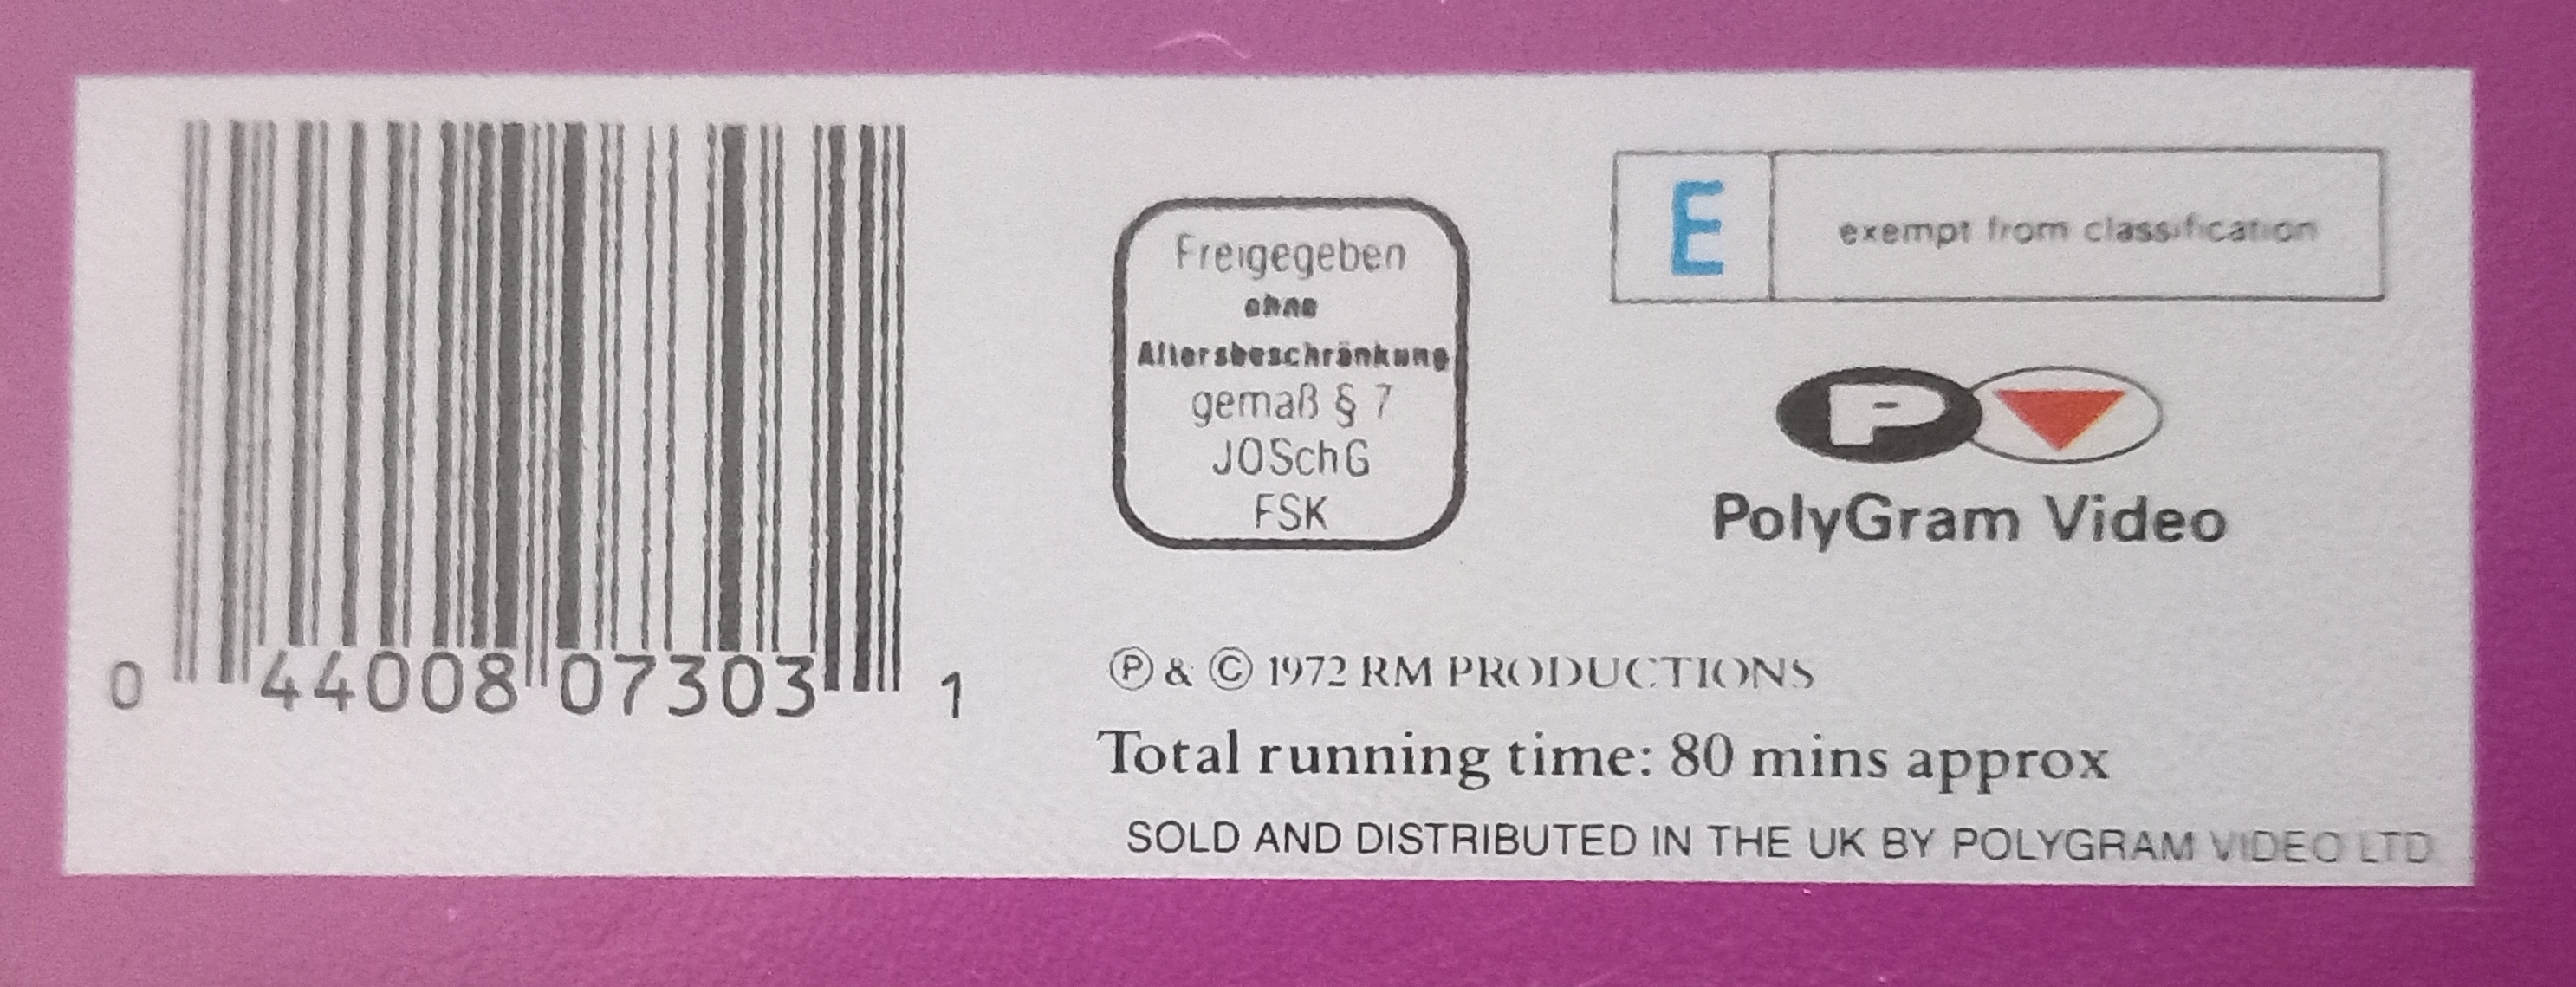 0 44008 07303 1
Freigegeben
ohne
Altersbeschränkung
gemaß § 7
JOSchG
FSK
E exempt from classification
P
PolyGram Video
Ⓟ & © 1972 RM PRODUCTIONS
Total running time: 80 mins approx
SOLD AND DISTRIBUTED IN THE UK BY POLYGRAM VIDEO LTD